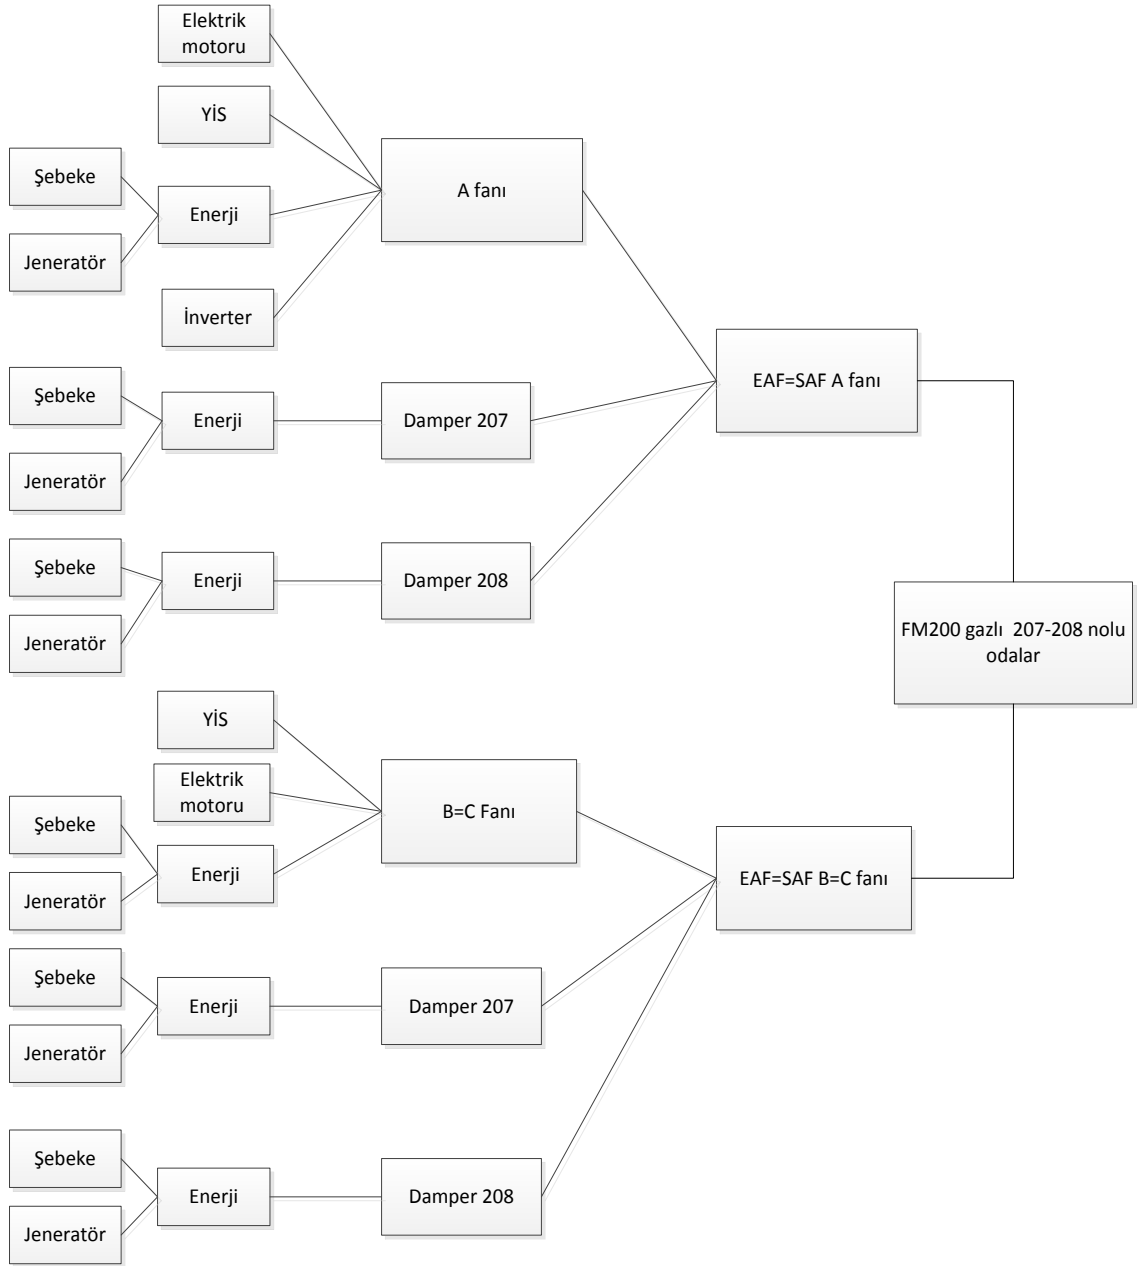 Elektrik
motoru
YİS
Şebeke
Enerji
Jeneratör
İnverter
A fanı
Şebeke
Enerji
Jeneratör
Damper 207
EAF=SAF A fanı
Şebeke
Enerji
Jeneratör
Damper 208
FM200 gazlı  207-208 nolu
odalar
YİS
Elektrik
motoru
Şebeke
Enerji
Jeneratör
B=C Fanı
EAF=SAF B=C fanı
Şebeke
Enerji
Jeneratör
Damper 207
Şebeke
Enerji
Jeneratör
Damper 208